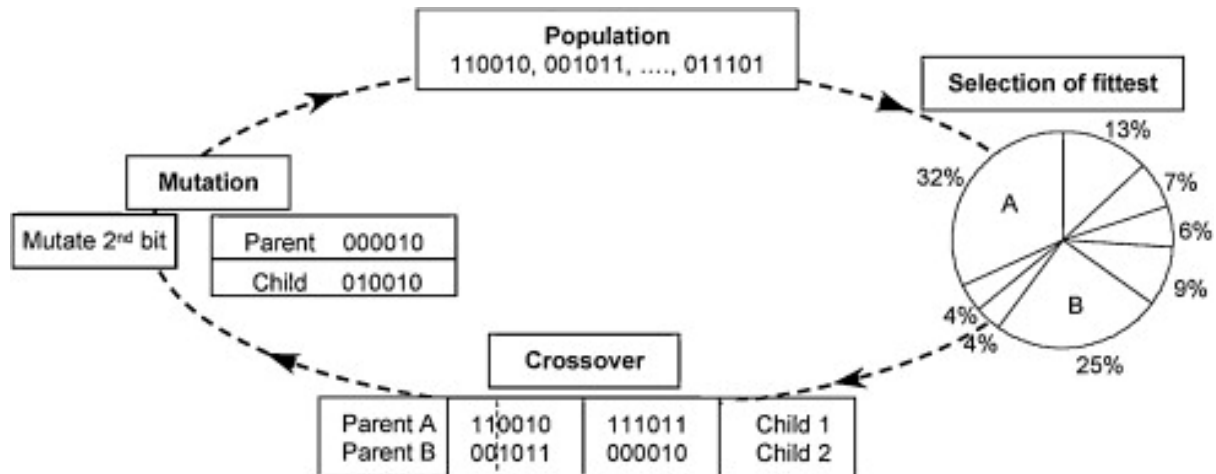 Population
110010, 001011, ...., 011101
Selection of fittest
13%
32%
7%
A
6%
B
9%
4%
4%
25%
Mutation
Mutate 2nd bit
Parent 000010
Child 010010
Crossover
Parent A 110010 111011 Child 1
Parent B 001011 000010 Child 2